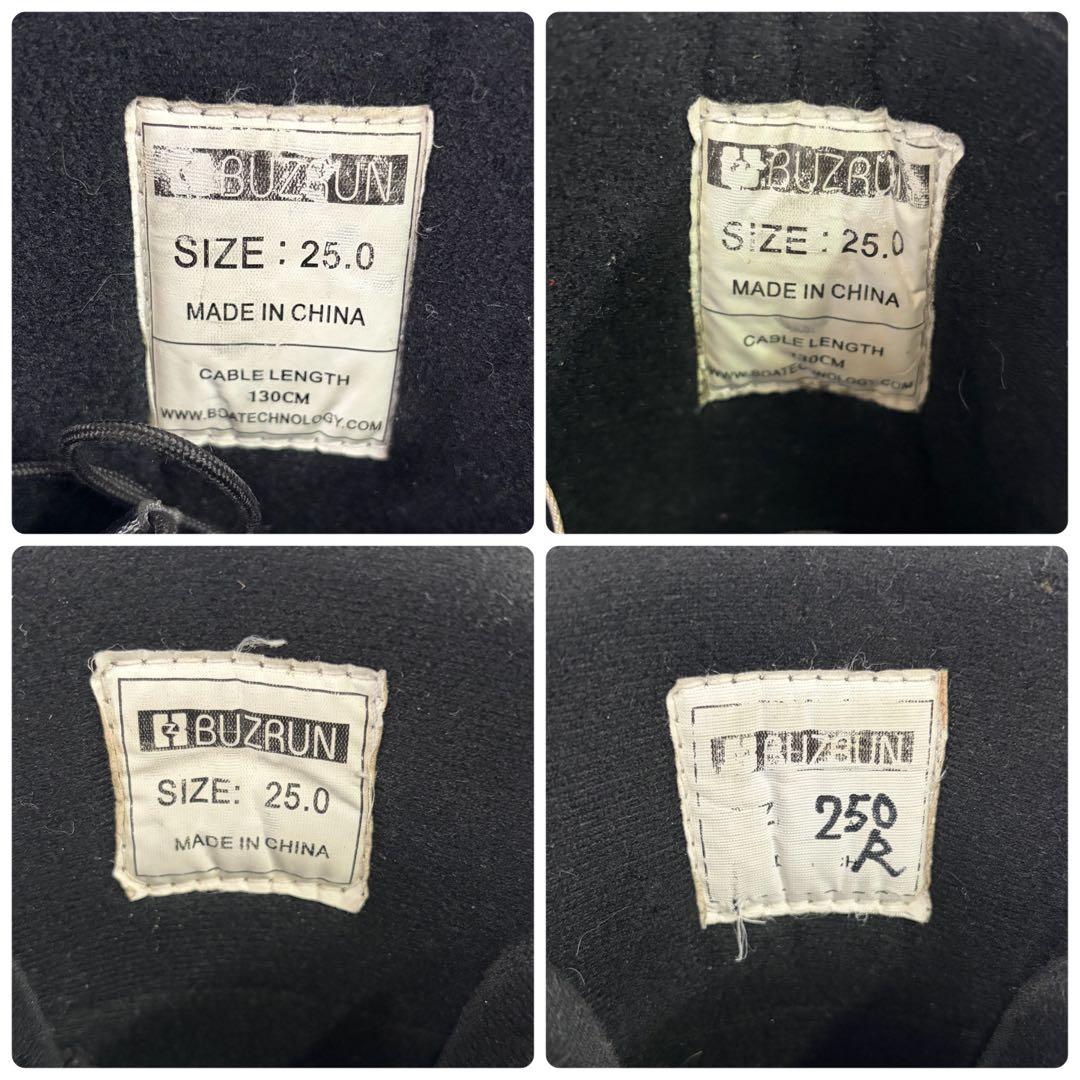 BUZRUN
SIZE : 25.0
MADE IN CHINA
CABLE LENGTH
130CM
WWW.BOATECHNOLOGY.COM
BUZRUN
SIZE : 25.0
MADE IN CHINA
CABLE LENGTH
130CM
WWW.BOATECHNOLOGY.COM
BUZRUN
SIZE: 25.0
MADE IN CHINA
BUZRUN
250
R